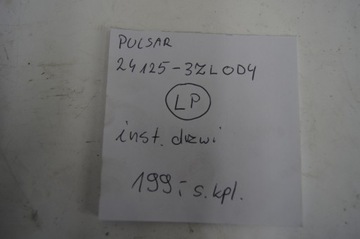 PULSAR
24125-3ZL0D4
LP
inst. drzwi
199,- s.kpl.